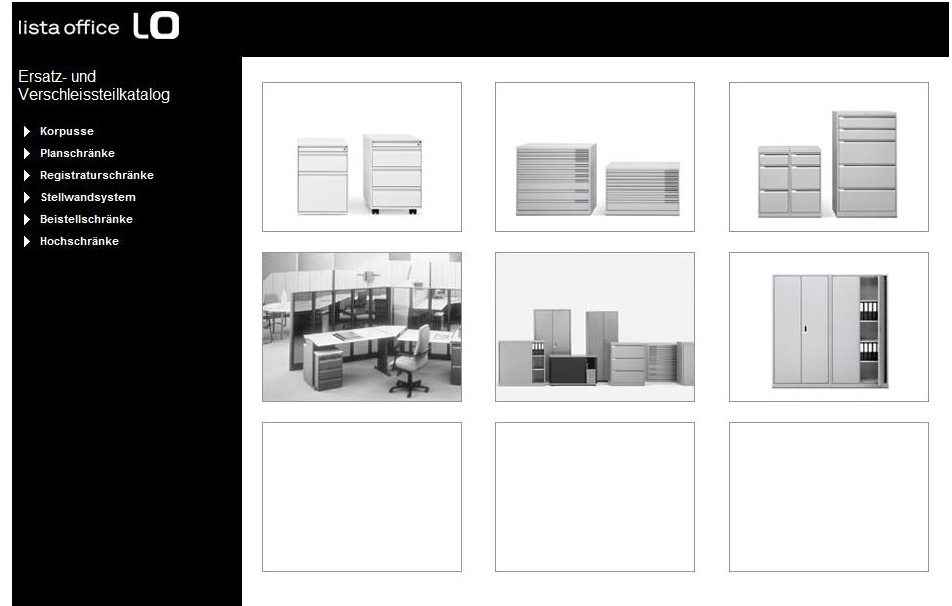 lista office LO
Ersatz- und
Verschleissteilkatalog
Korpusse
Planschränke
Registraturschränke
Stellwandsystem
Beistellschränke
Hochschränke